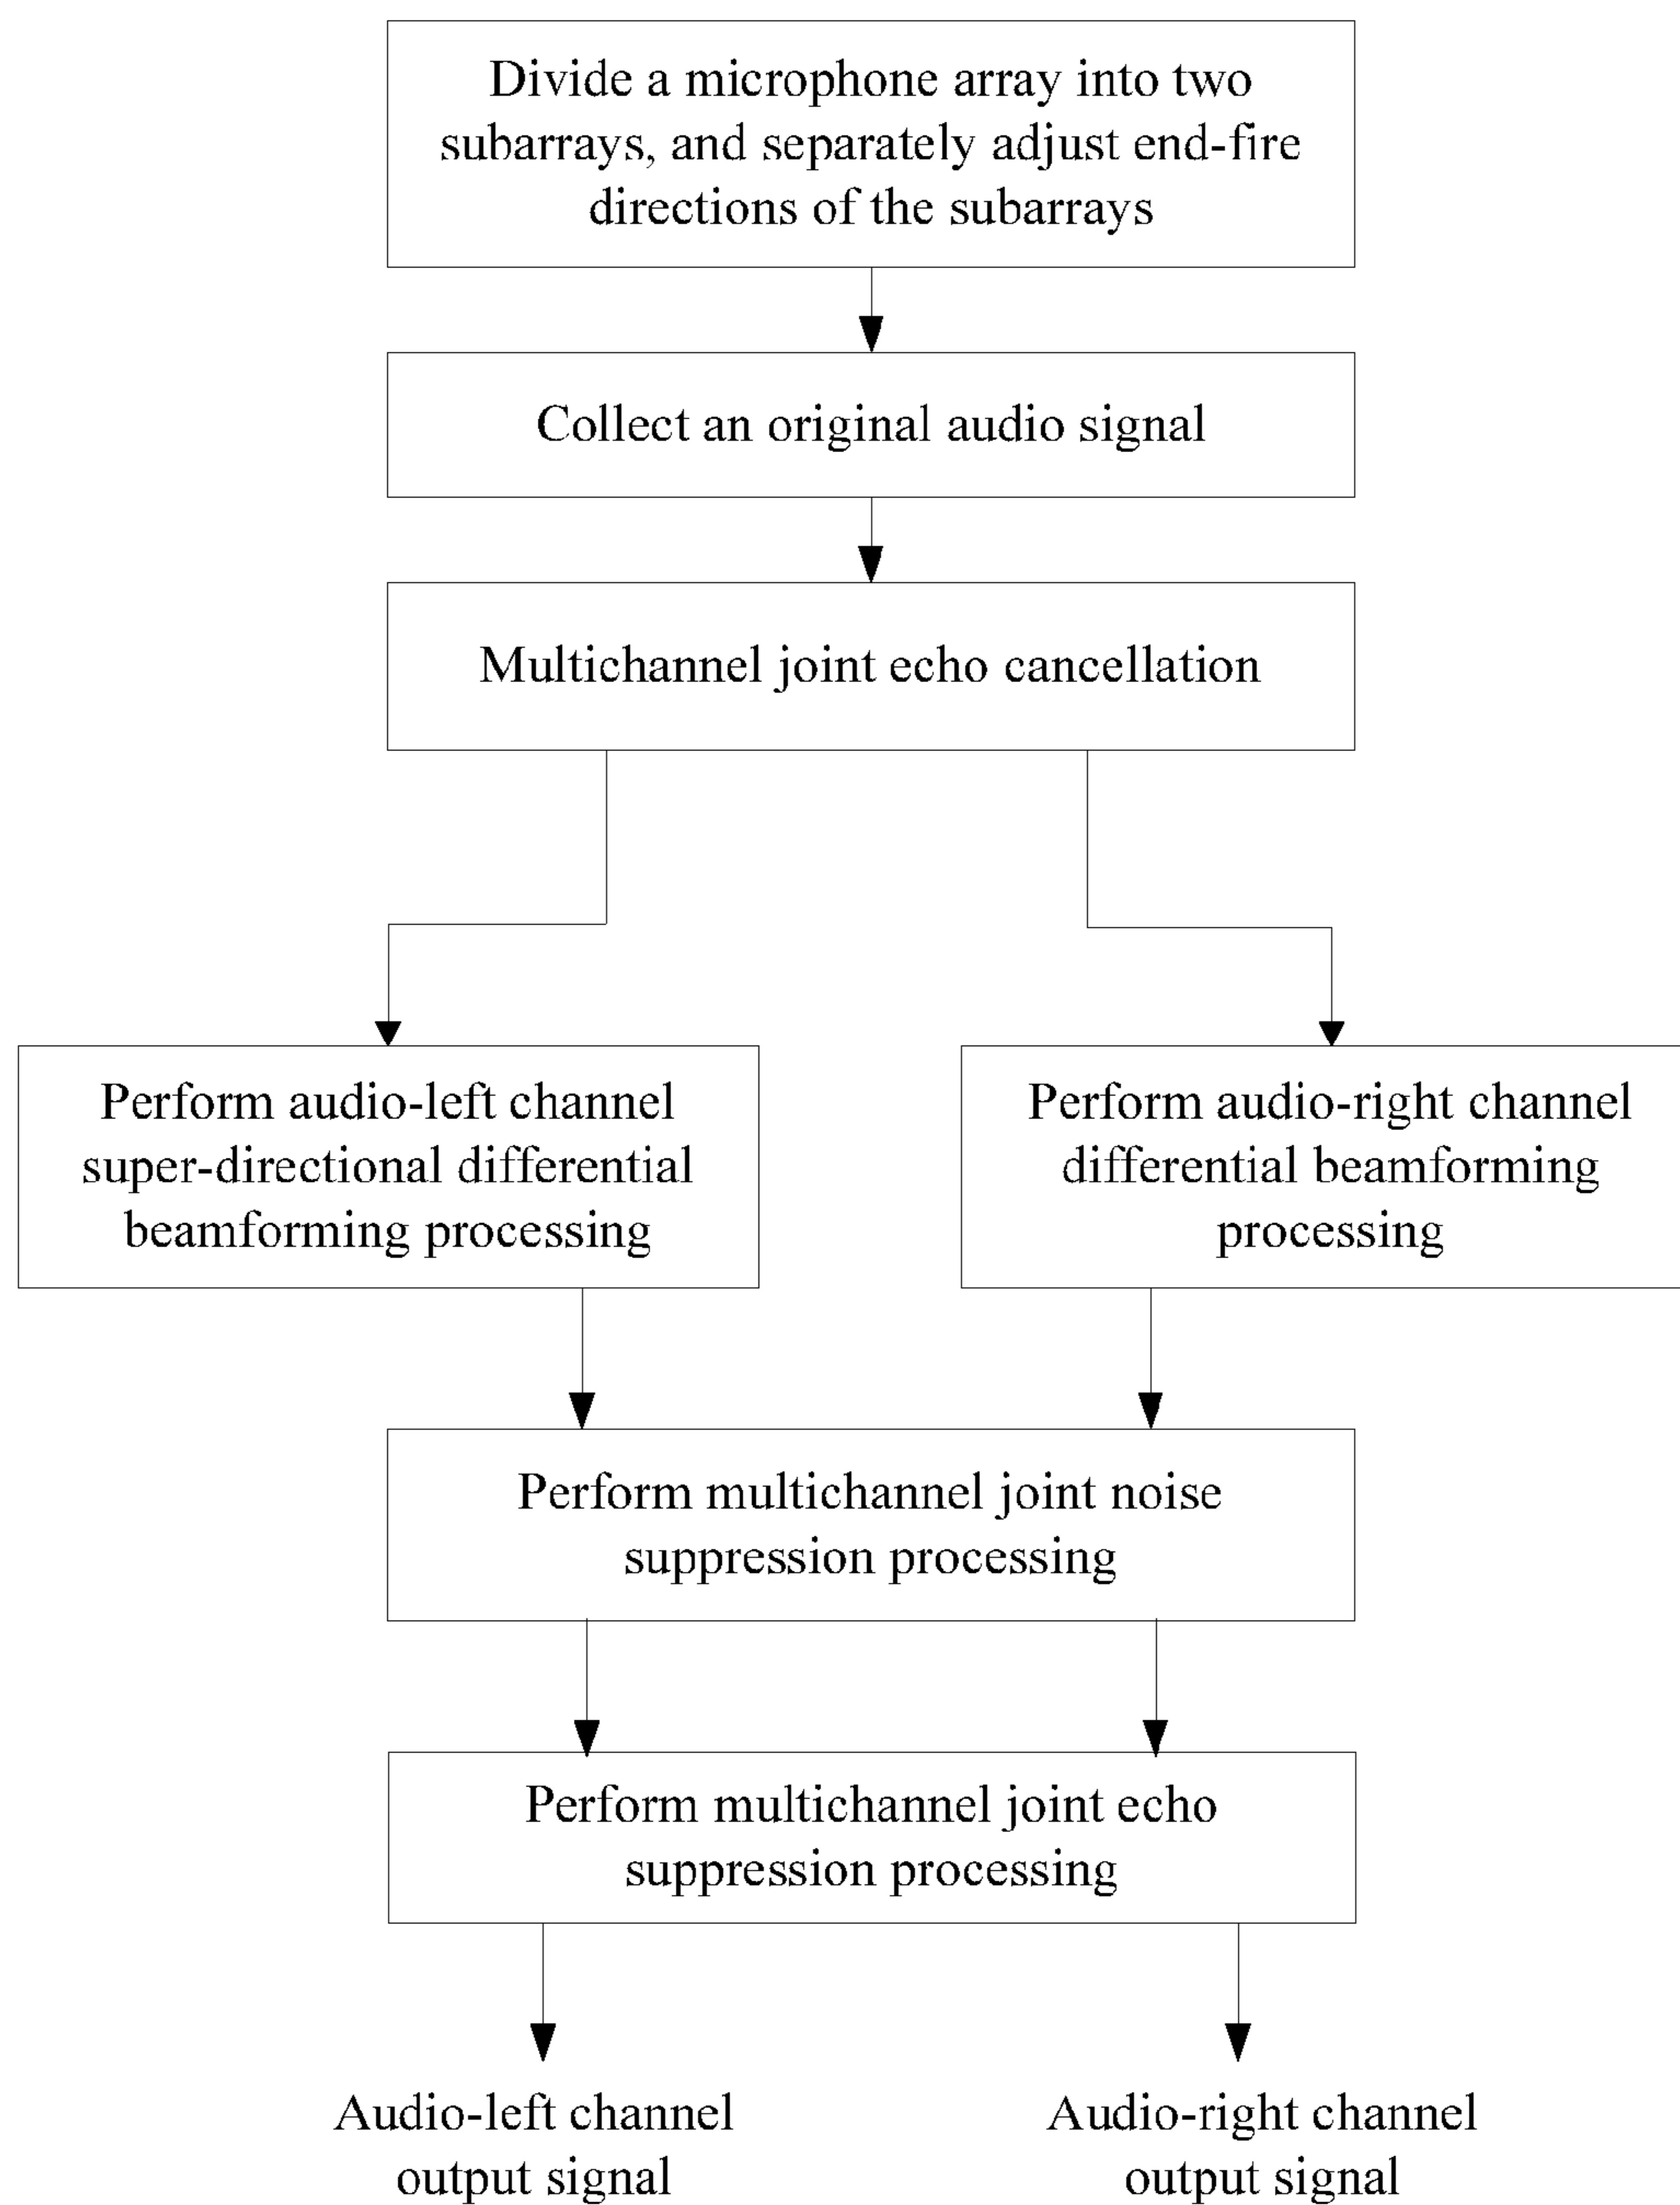 Divide a microphone array into two
subarrays, and separately adjust end-fire
directions of the subarrays
Collect an original audio signal
Multichannel joint echo cancellation
Perform audio-left channel
super-directional differential
beamforming processing
Perform audio-right channel
differential beamforming
processing
Perform multichannel joint noise
suppression processing
Perform multichannel joint echo
suppression processing
Audio-left channel
output signal
Audio-right channel
output signal